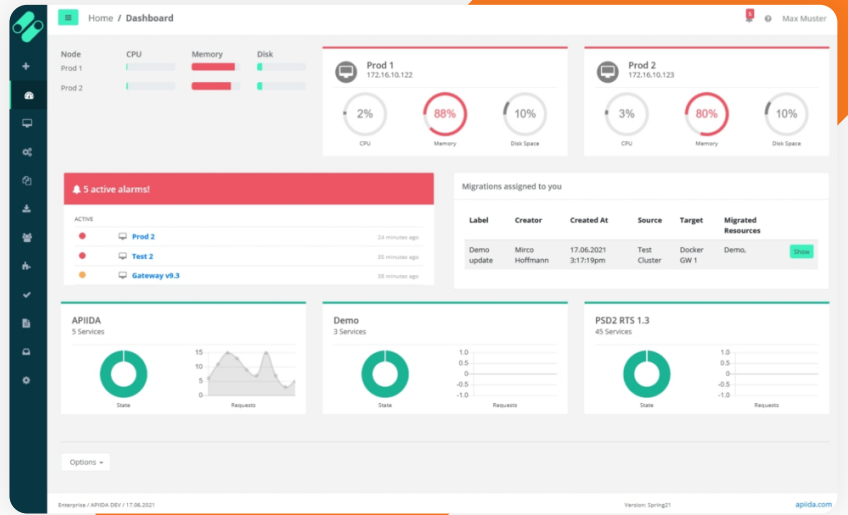 Home / Dashboard
5
Max Muster
Node CPU Memory Disk
Prod 1
Prod 2
Prod 1
172.16.10.122
2% 88% 10%
CPU Memory Disk Space
Prod 2
172.16.10.123
3% 80% 10%
CPU Memory Disk Space
5 active alarms!
ACTIVE
Prod 2 24 minutes ago
Test 2 35 minutes ago
Gateway v9.3 38 minutes ago
Migrations assigned to you
Label Creator Created At Source Target Migrated
Resources
Demo Mirco 17.06.2021 Test Docker Demo, Show
update Hoffmann 3:17:19pm Cluster GW 1
APIIDA
5 Services
15
10
5
0
State Requests
Demo
3 Services
1.0
0.5
0
-0.5
-1.0
State Requests
PSD2 RTS 1.3
45 Services
1.0
0.5
0
-0.5
-1.0
State Requests
Options
Enterprise / APIIDA DEV / 17.06.2021 Version: Spring21 apiida.com